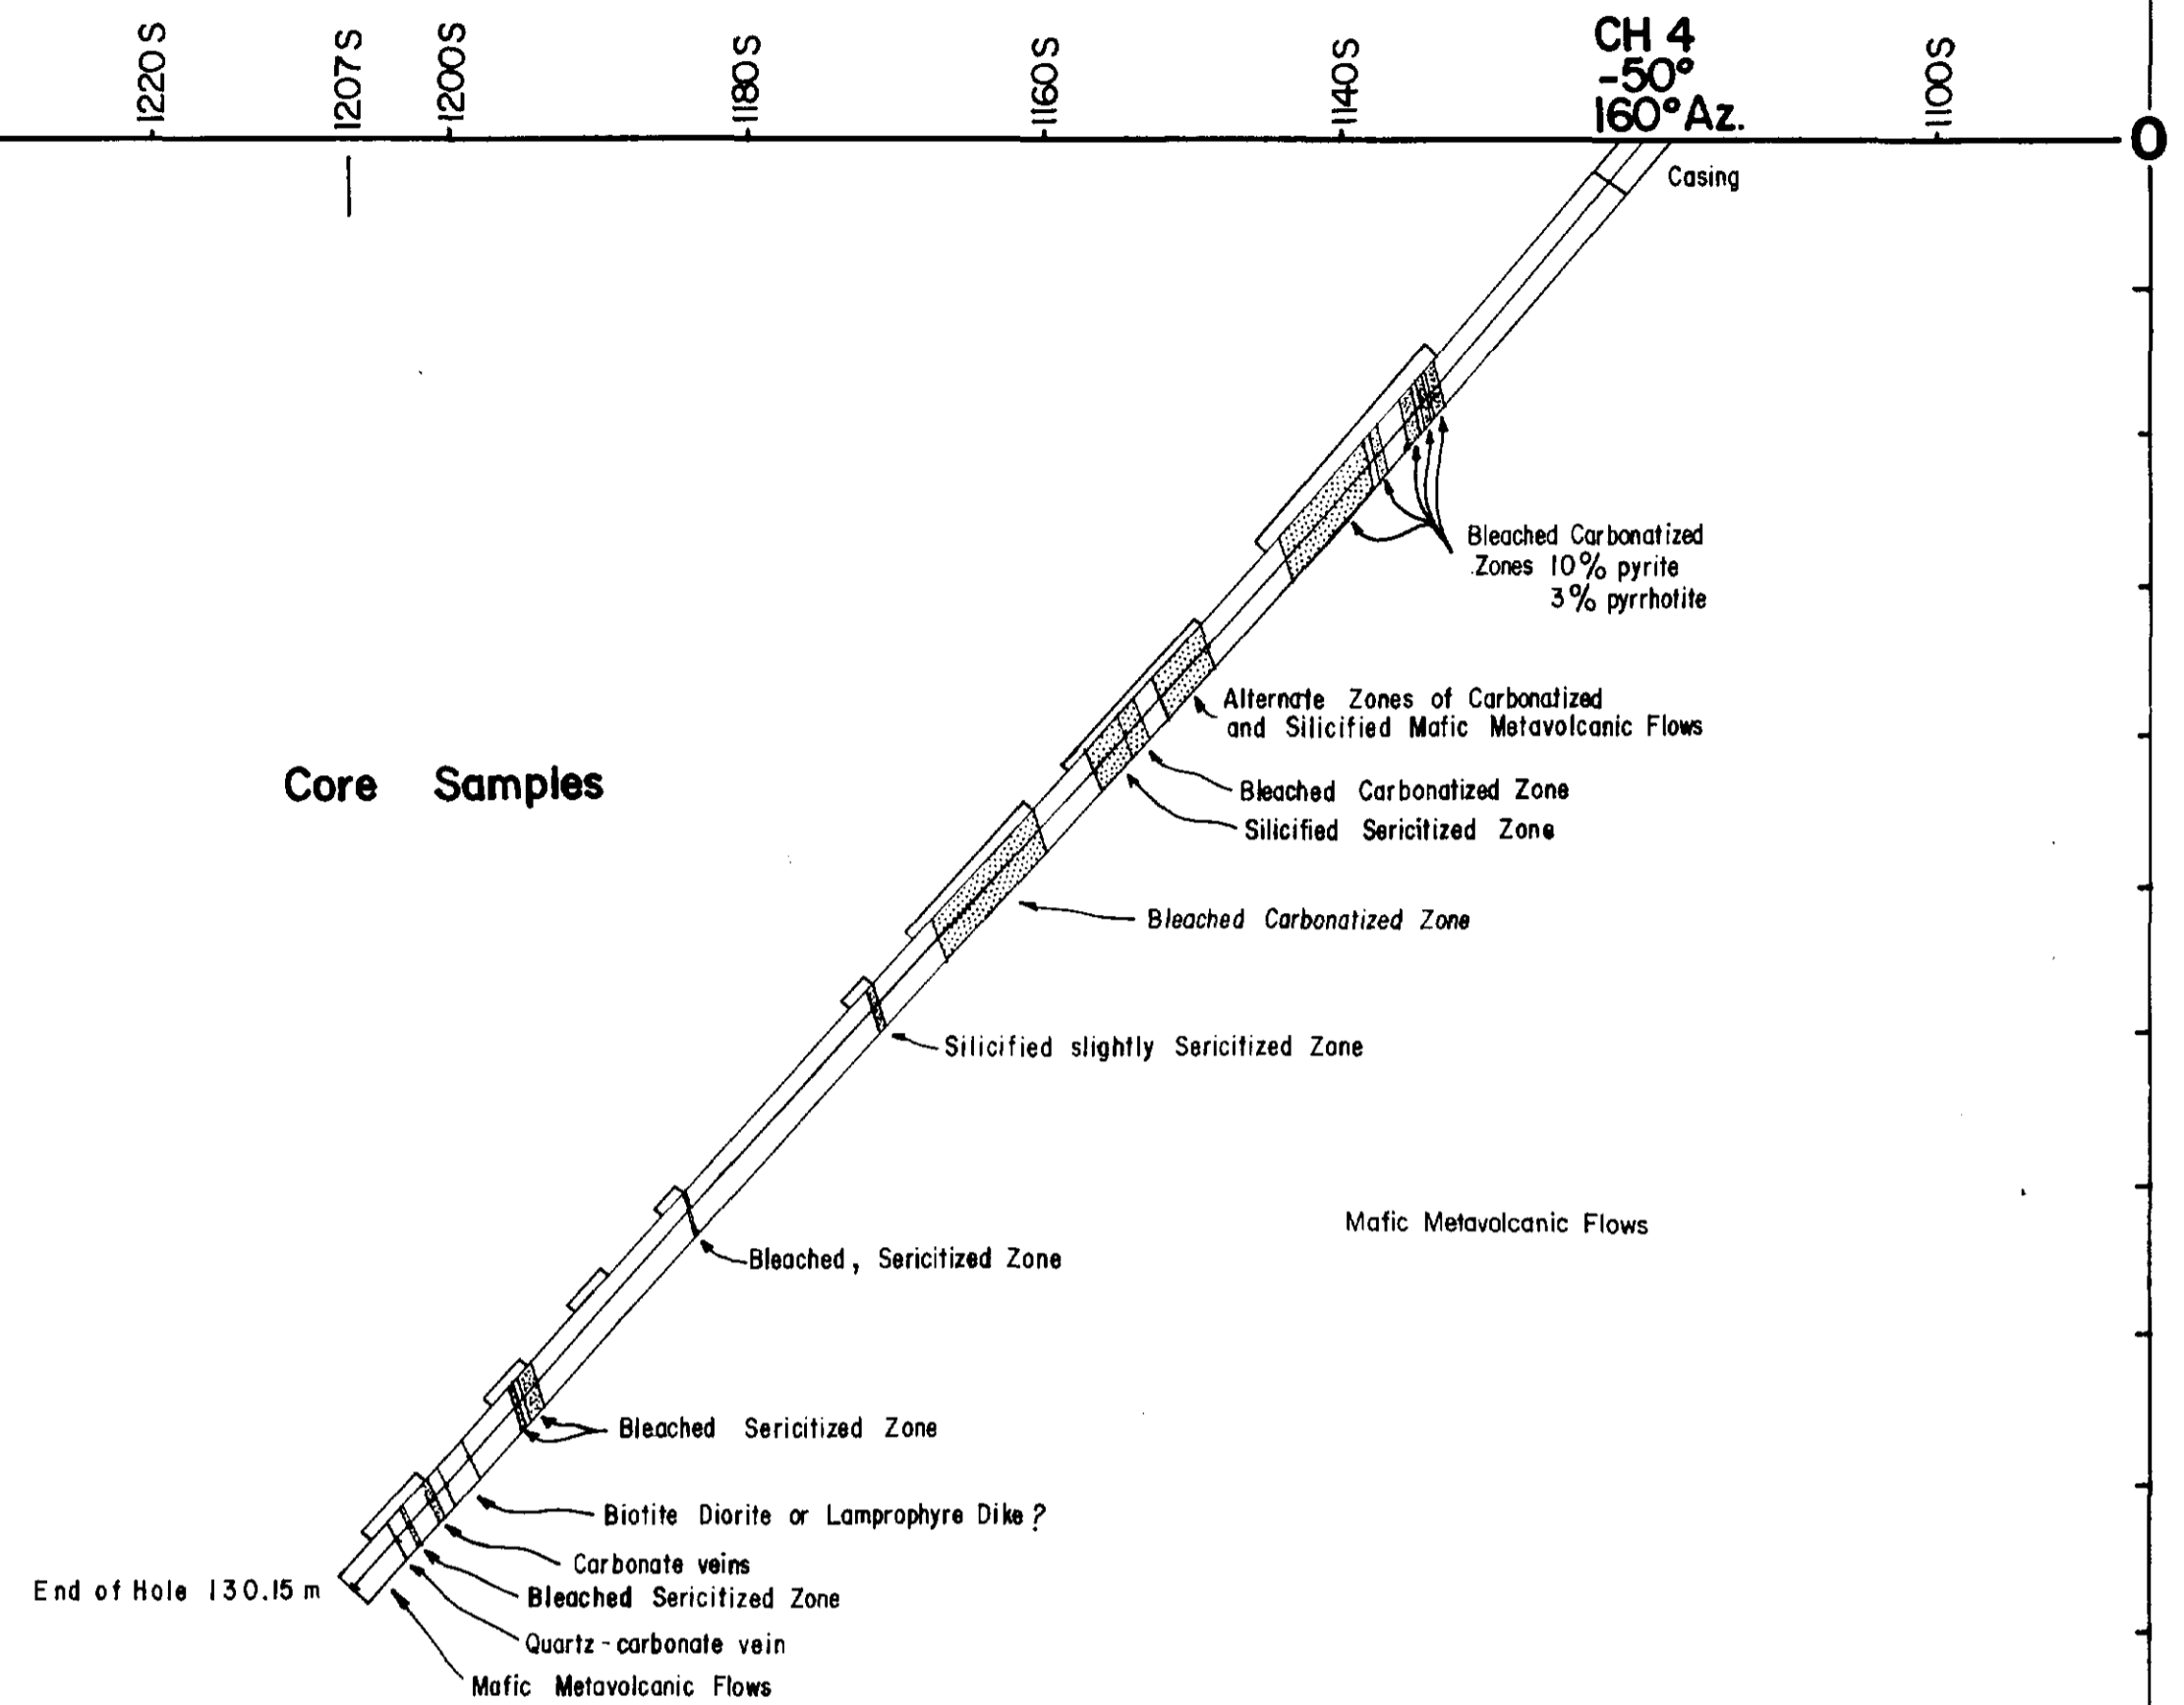 1220S
1207S
1200S
1180S
1160S
1140S
CH 4
-50°
160° Az.
1100S
0
Casing
Bleached Carbonatized
Zones 10% pyrite
3% pyrrhotite
Alternate Zones of Carbonatized
and Silicified Mafic Metavolcanic Flows
Core Samples
Bleached Carbonatized Zone
Silicified Sericitized Zone
Bleached Carbonatized Zone
Silicified slightly Sericitized Zone
Mafic Metavolcanic Flows
Bleached, Sericitized Zone
Bleached Sericitized Zone
Biotite Diorite or Lamprophyre Dike?
Carbonate veins
End of Hole 130.15 m
Bleached Sericitized Zone
Quartz-carbonate vein
Mafic Metavolcanic Flows